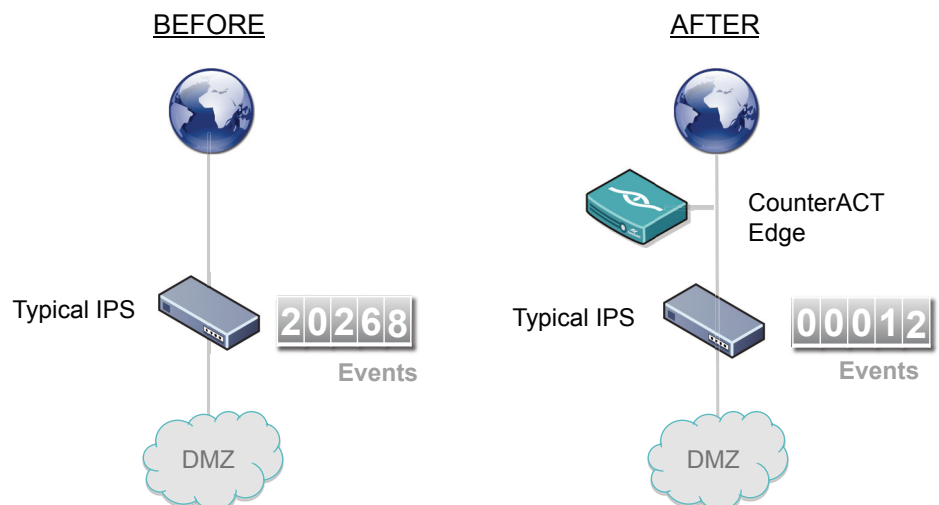 BEFORE
Typical IPS
20268
Events
DMZ
AFTER
CounterACT
Edge
Typical IPS
00012
Events
DMZ